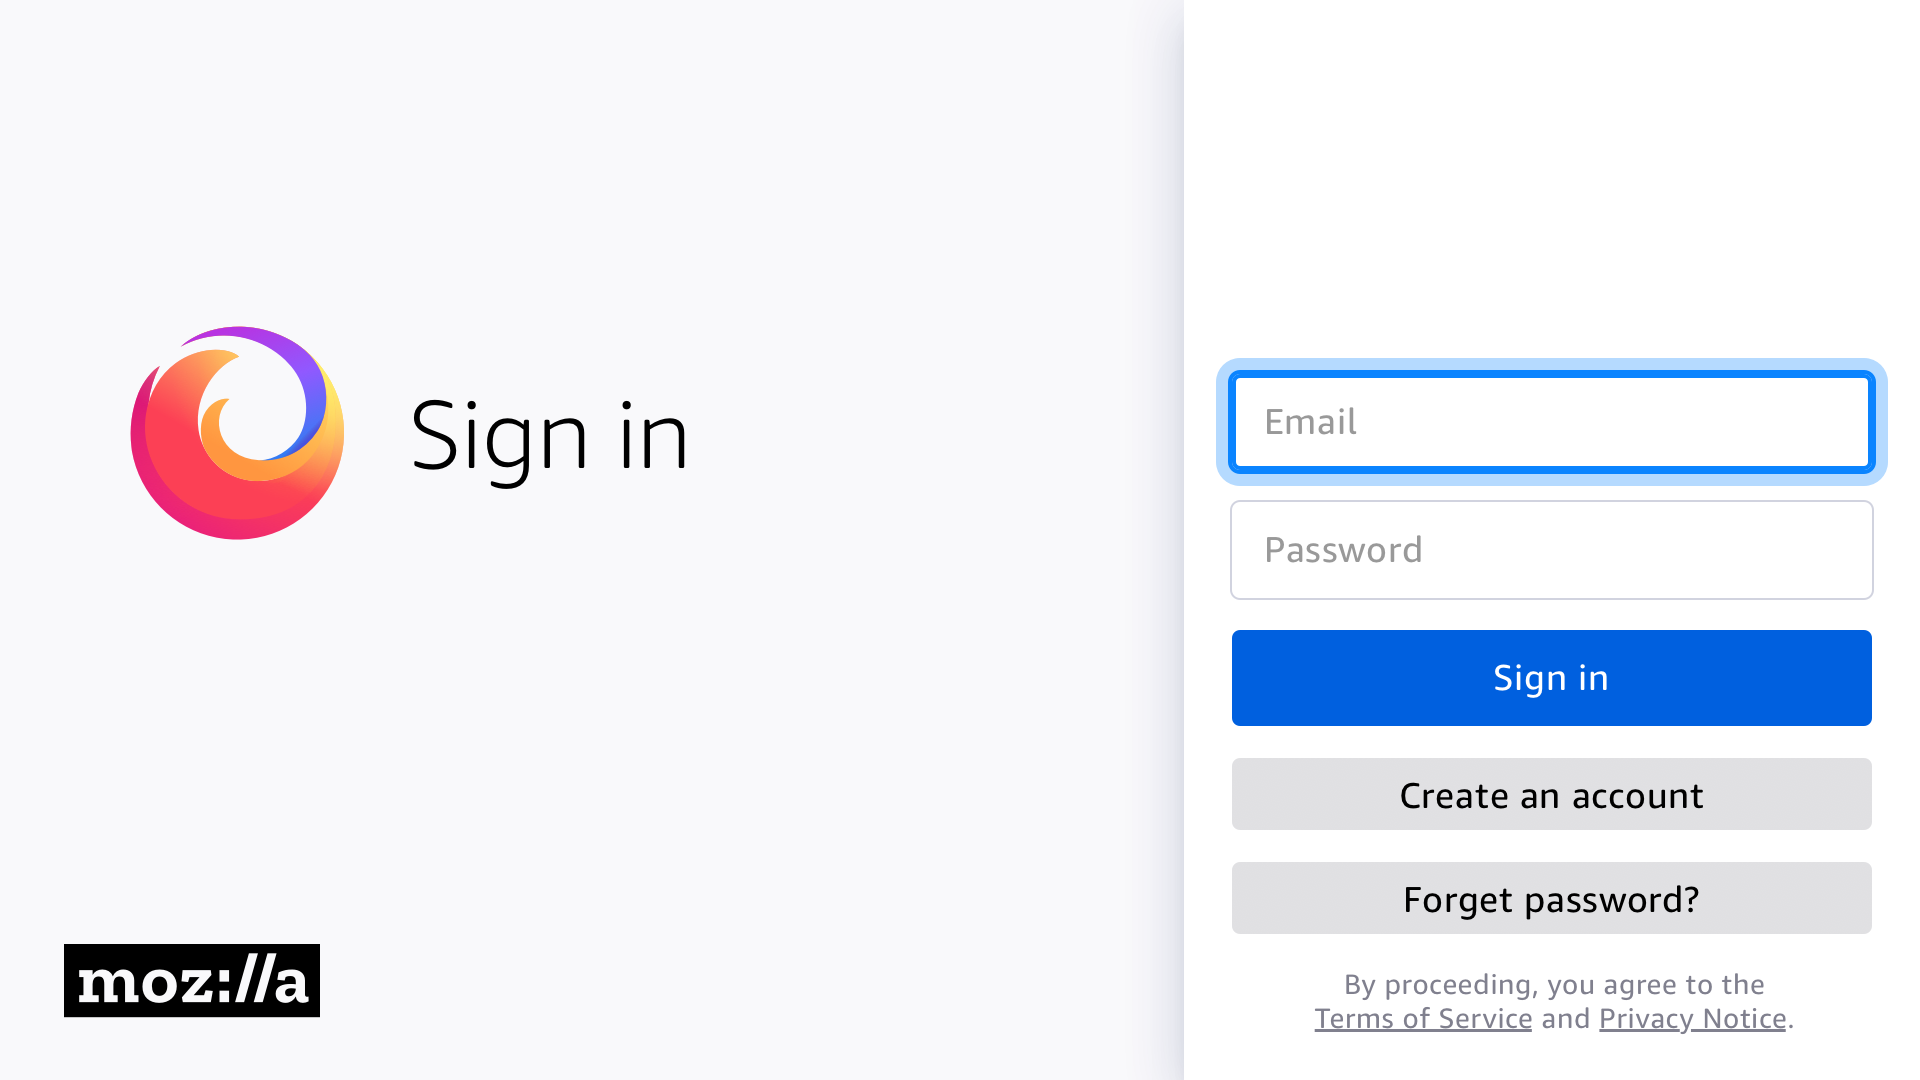 Sign in
moz://a
Email
Password
Sign in
Create an account
Forget password?
By proceeding, you agree to the
Terms of Service and Privacy Notice.